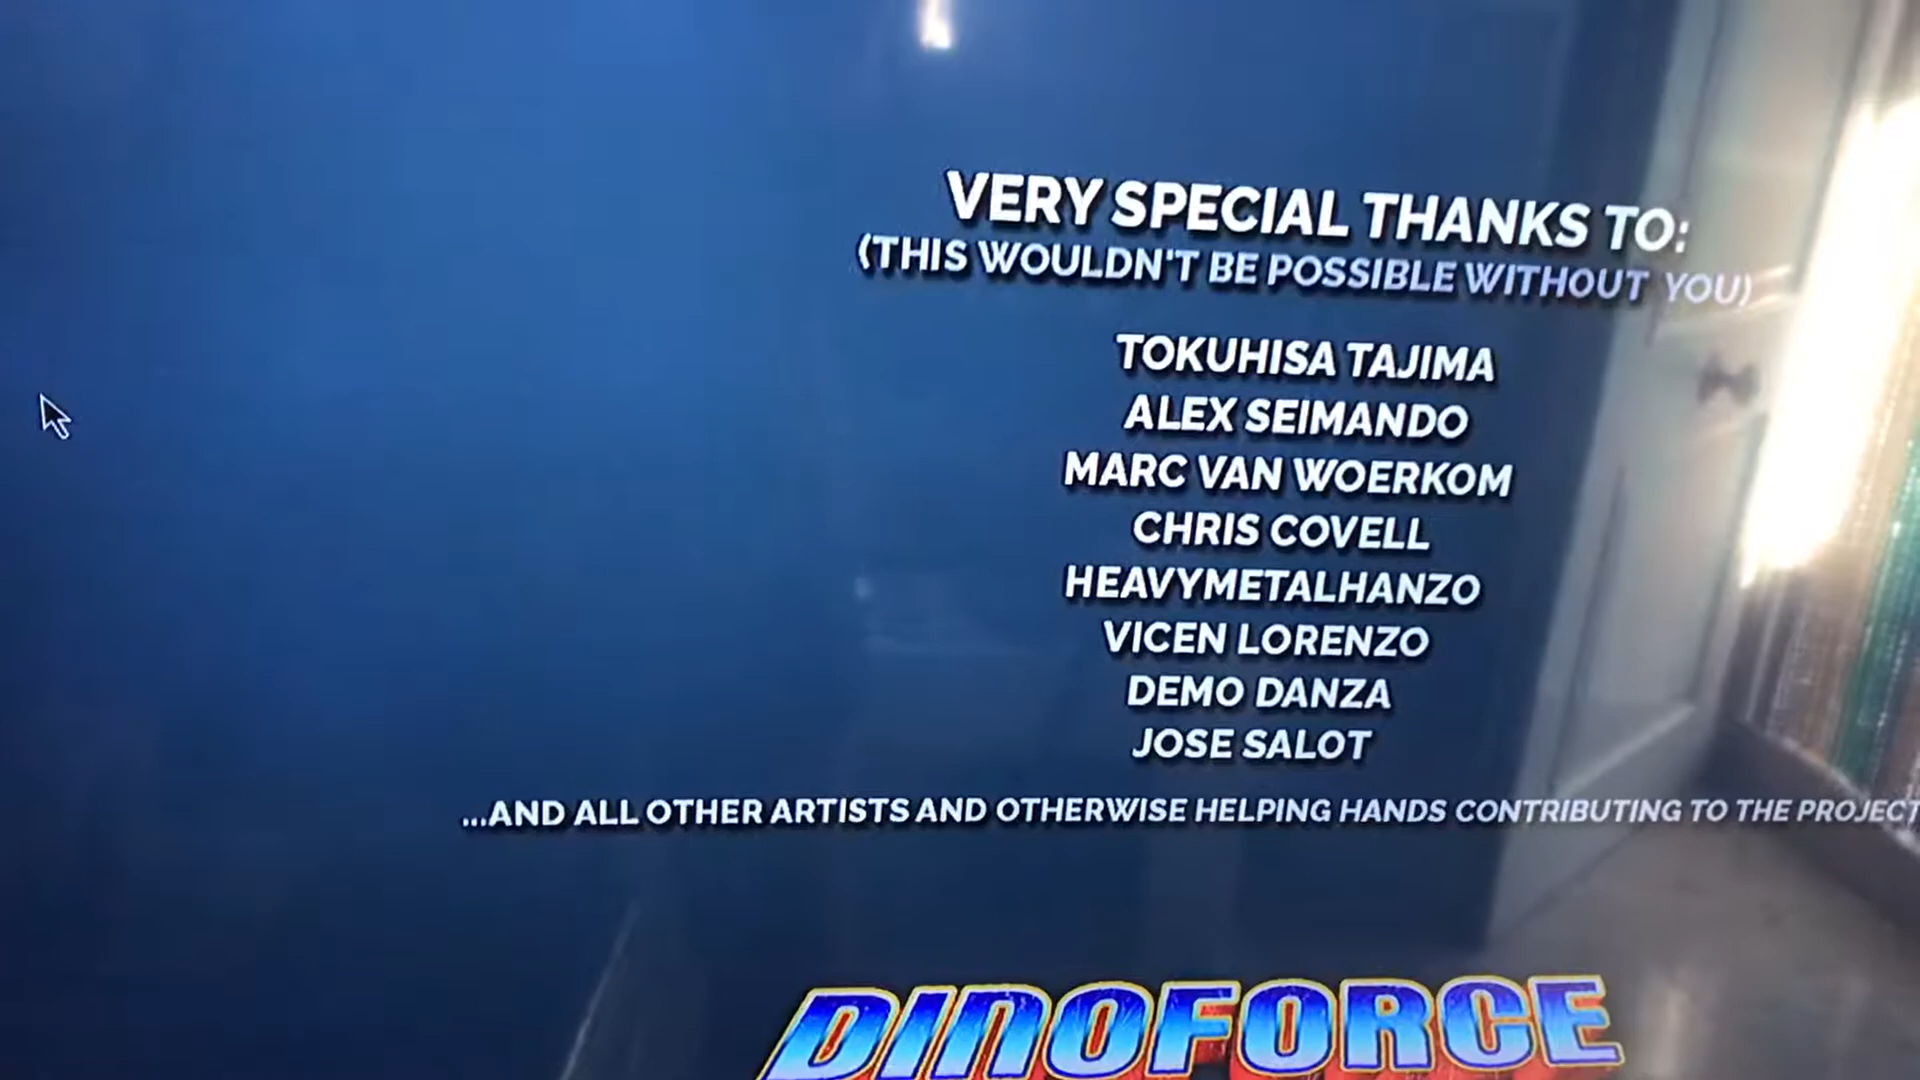 VERY SPECIAL THANKS TO:
(THIS WOULDN'T BE POSSIBLE WITHOUT YOU)
TOKUHISA TAJIMA
ALEX SEIMANDO
MARC VAN WOERKOM
CHRIS COVELL
HEAVYMETALHANZO
VICEN LORENZO
DEMO DANZA
JOSE SALOT
...AND ALL OTHER ARTISTS AND OTHERWISE HELPING HANDS CONTRIBUTING TO THE PROJECT
DINOFORCE